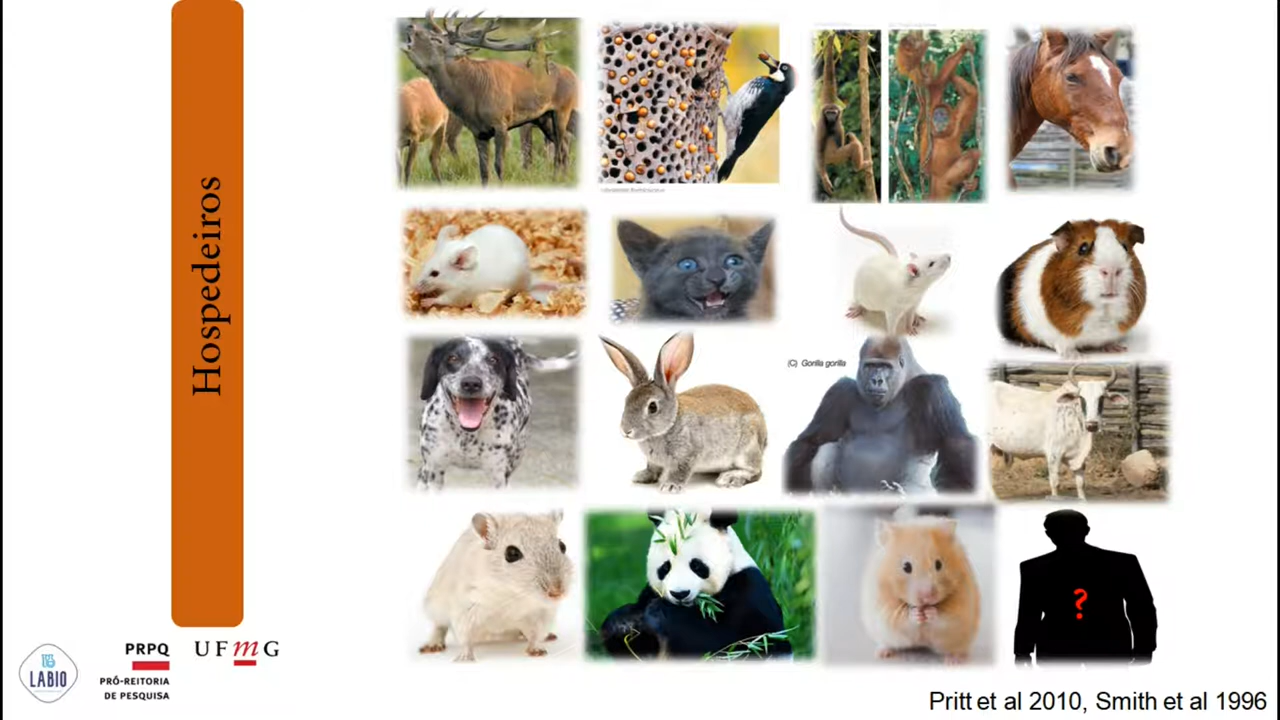 Hospedeiros
(C) Gorilla gorilla
?
LABIO
PRPQ
PRÓ-REITORIA
DE PESQUISA
UFmG
Pritt et al 2010, Smith et al 1996